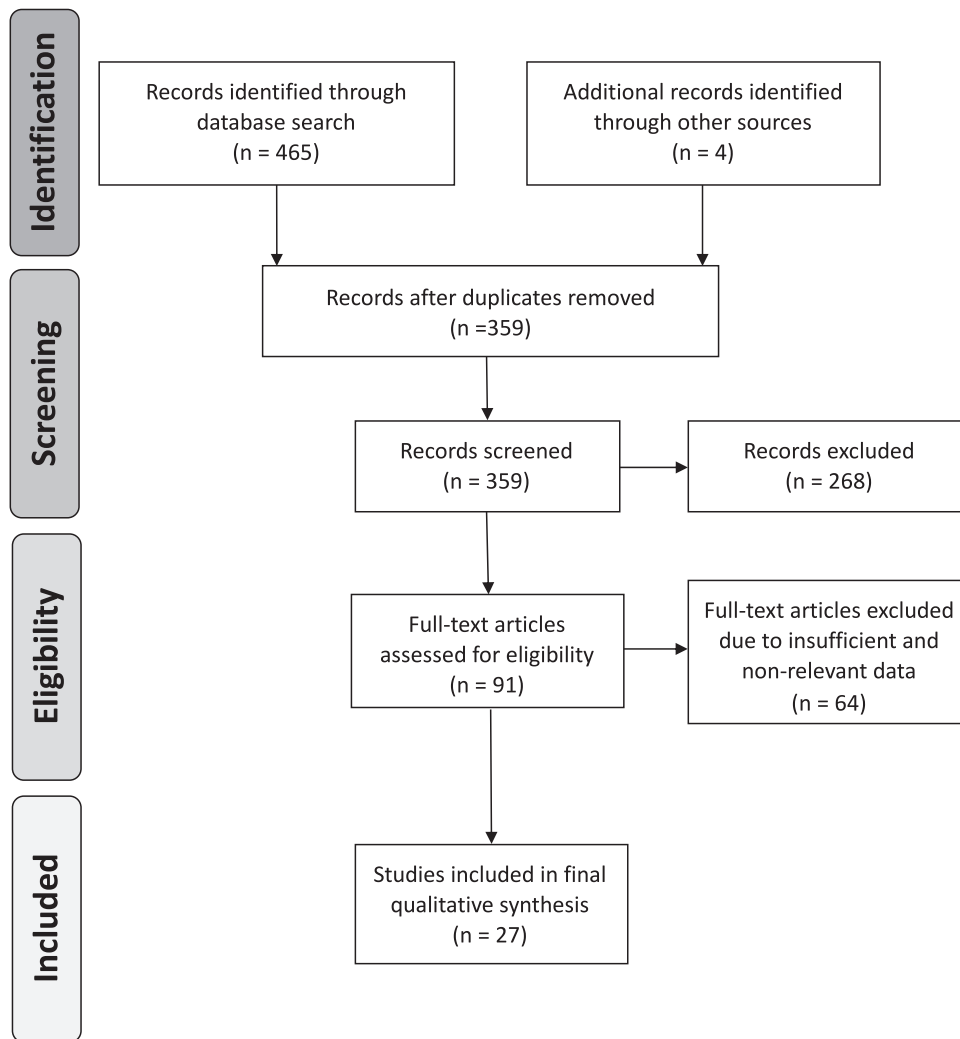 Identification
Records identified through
database search
(n = 465)
Additional records identified
through other sources
(n = 4)
Screening
Records after duplicates removed
(n =359)
Records screened
(n = 359)
Records excluded
(n = 268)
Eligibility
Full-text articles
assessed for eligibility
(n = 91)
Full-text articles excluded
due to insufficient and
non-relevant data
(n = 64)
Included
Studies included in final
qualitative synthesis
(n = 27)